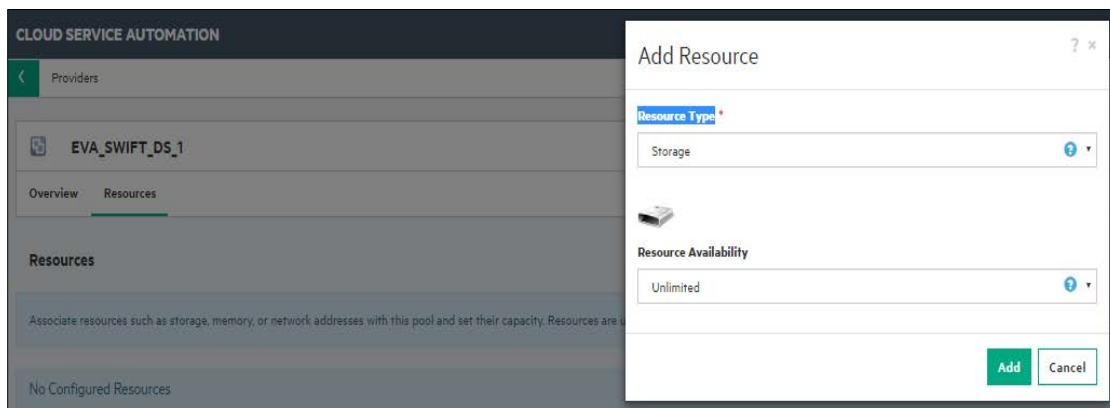 CLOUD SERVICE AUTOMATION
Providers
EVA_SWIFT_DS_1
Overview Resources
Resources
Associate resources such as storage, memory, or network addresses with this pool and set their capacity. Resources are u
No Configured Resources
Add Resource
? ×
Resource Type *
Storage
?
Resource Availability
Unlimited
?
Add Cancel